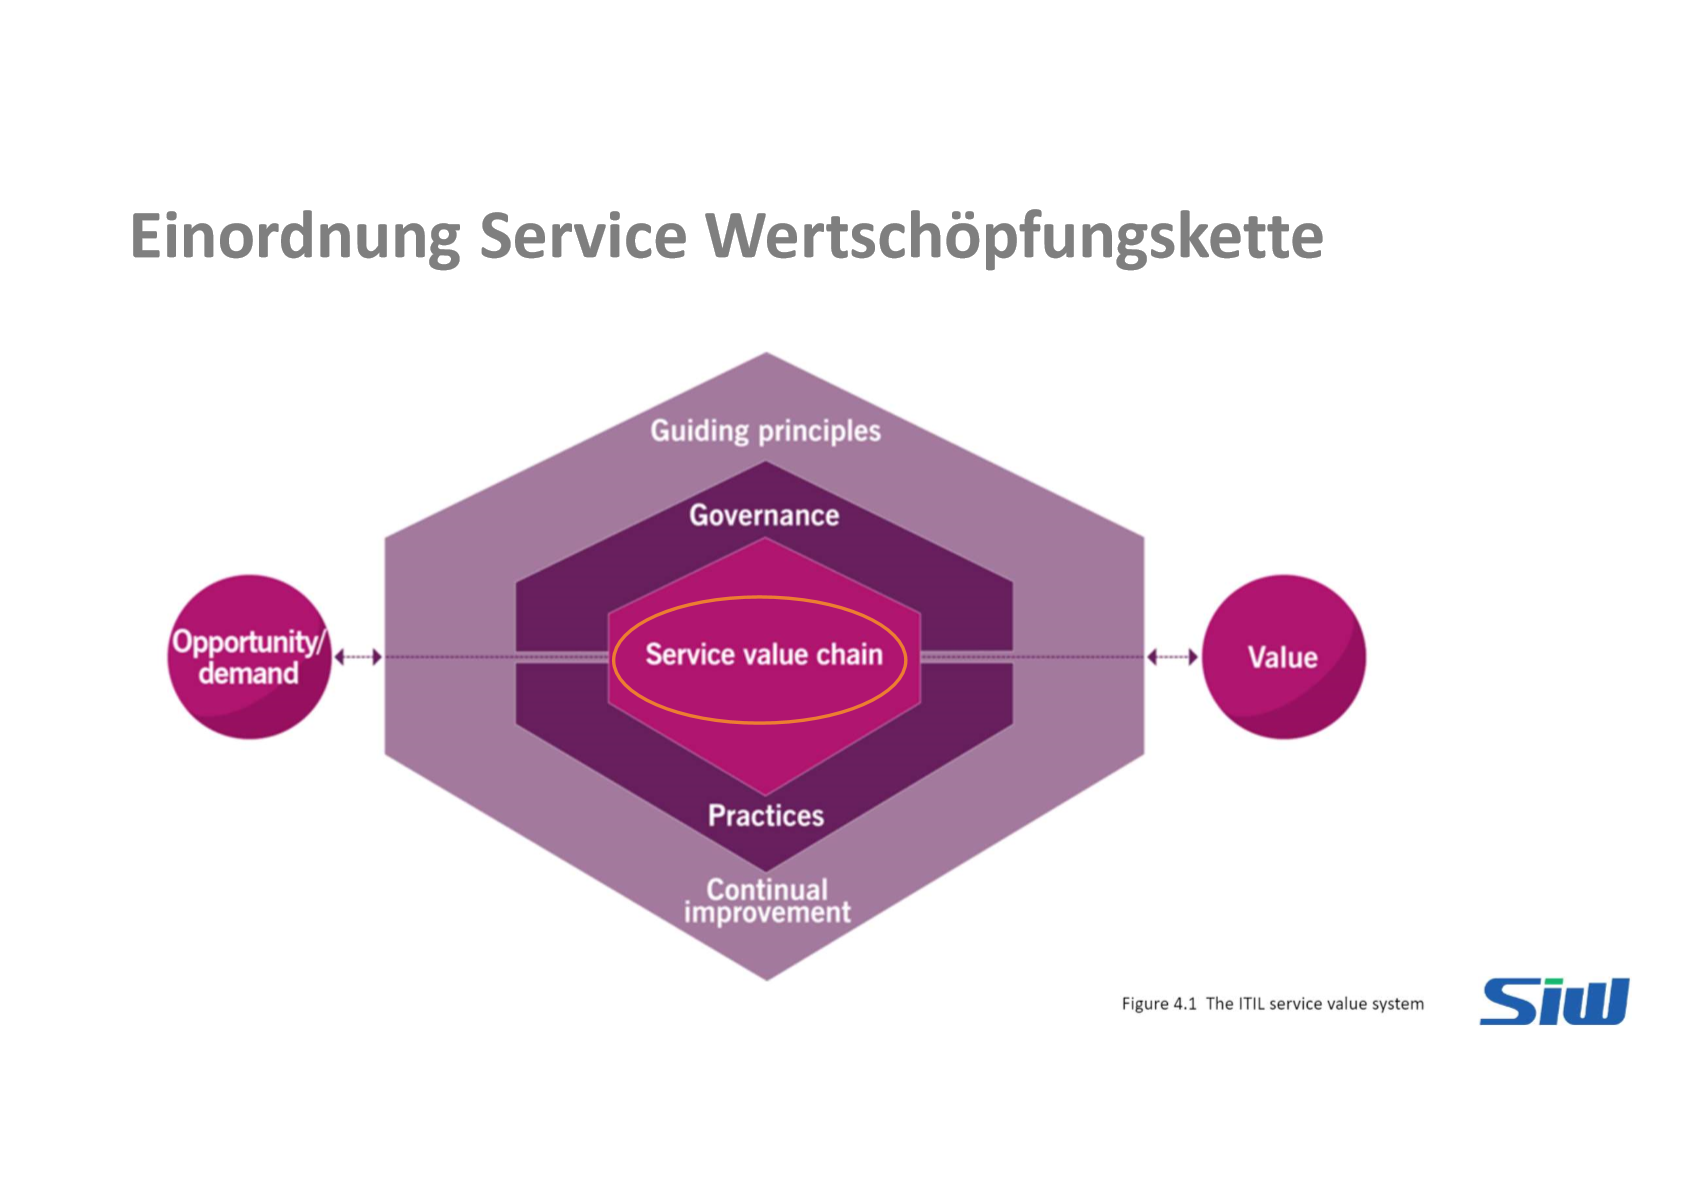 Einordnung Service Wertschöpfungskette
Guiding principles
Governance
Opportunity/
demand
Service value chain
Value
Practices
Continual
improvement
Figure 4.1 The ITIL service value system
Siw